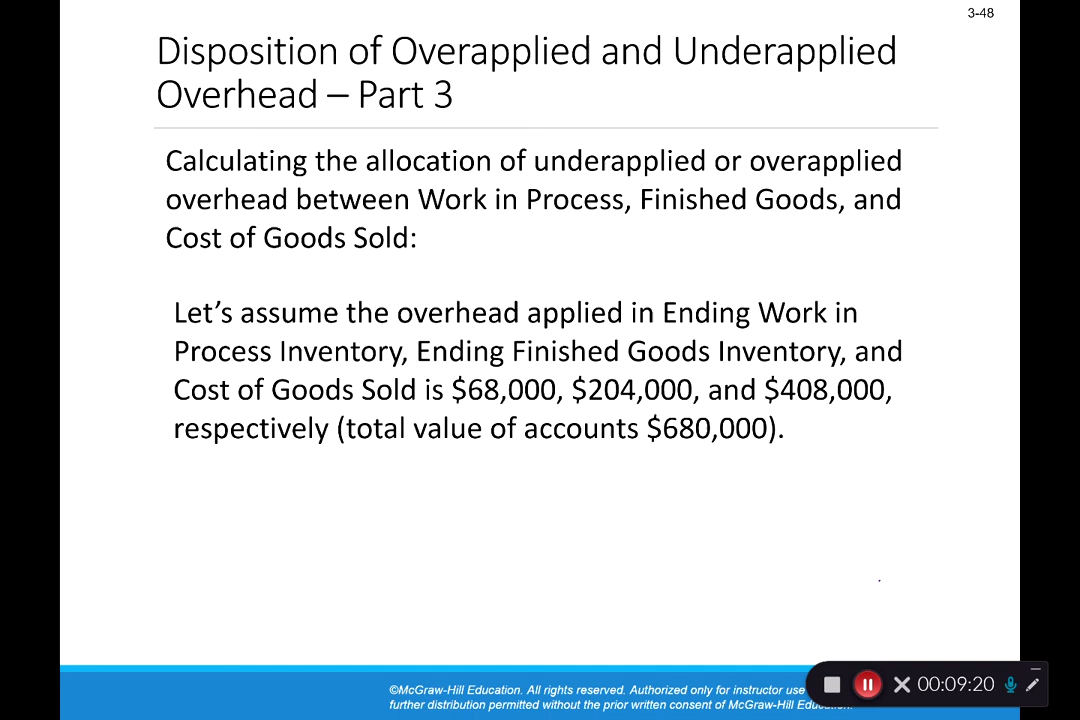 3-48
Disposition of Overapplied and Underapplied
Overhead – Part 3
Calculating the allocation of underapplied or overapplied
overhead between Work in Process, Finished Goods, and
Cost of Goods Sold:
Let’s assume the overhead applied in Ending Work in
Process Inventory, Ending Finished Goods Inventory, and
Cost of Goods Sold is $68,000, $204,000, and $408,000,
respectively (total value of accounts $680,000).
©McGraw-Hill Education. All rights reserved. Authorized only for instructor use
further distribution permitted without the prior written consent of McGraw-Hill Education.
00:09:20